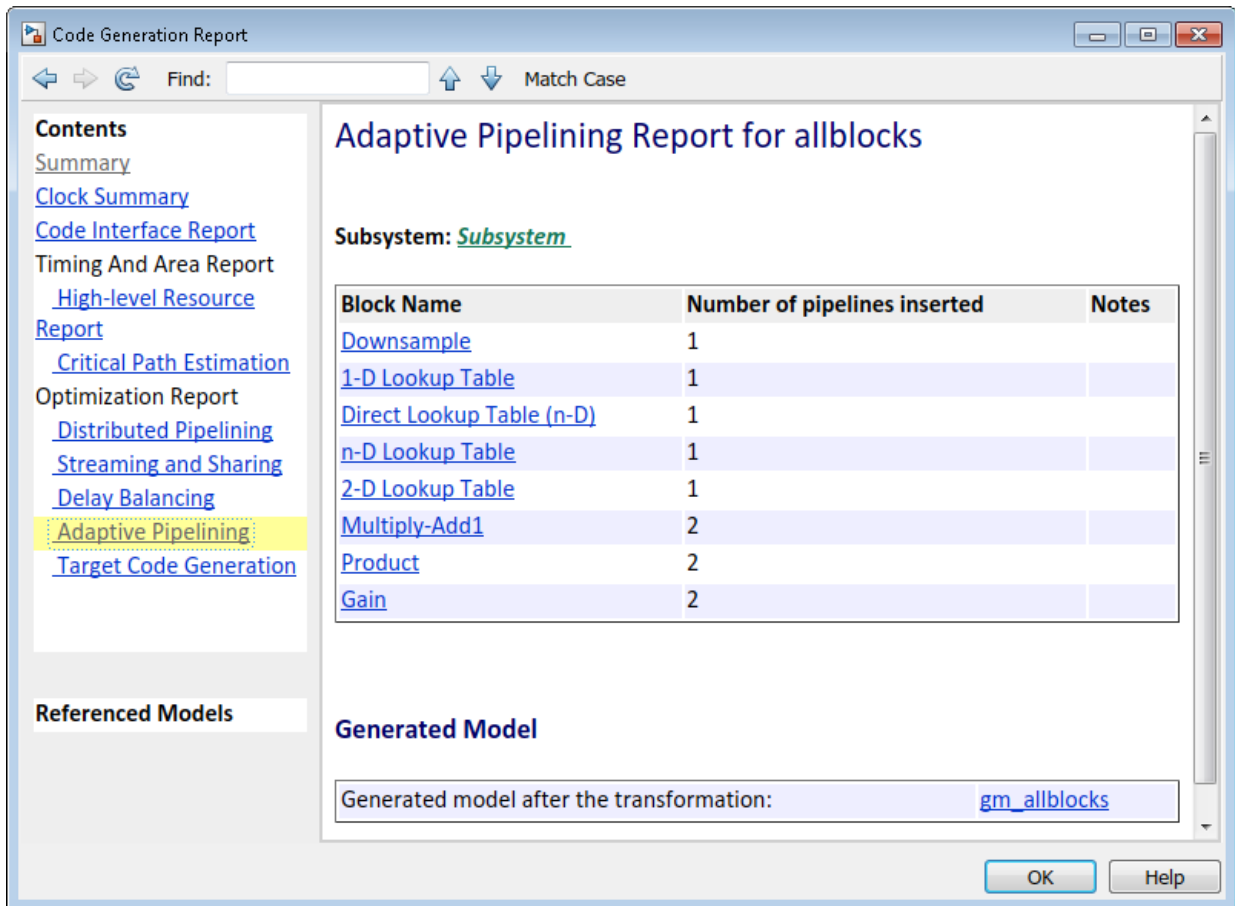 Code Generation Report
Find:
Match Case
Contents
Summary
Clock Summary
Code Interface Report
Timing And Area Report
High-level Resource
Report
Critical Path Estimation
Optimization Report
Distributed Pipelining
Streaming and Sharing
Delay Balancing
Adaptive Pipelining
Target Code Generation
Referenced Models
Adaptive Pipelining Report for allblocks
Subsystem: Subsystem
Block Name Number of pipelines inserted Notes
Downsample 1
1-D Lookup Table 1
Direct Lookup Table (n-D) 1
n-D Lookup Table 1
2-D Lookup Table 1
Multiply-Add1 2
Product 2
Gain 2
Generated Model
Generated model after the transformation: gm_allblocks
OK Help